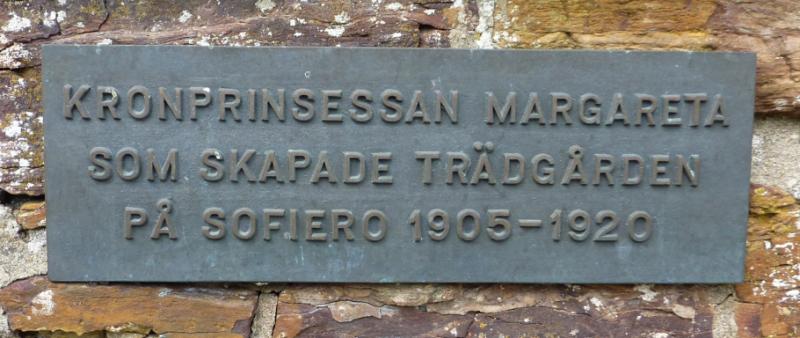 KRONPRINSESSAN MARGARETA
SOM SKAPADE TRÄDGÅRDEN
PÅ SOFIERO 1905-1920